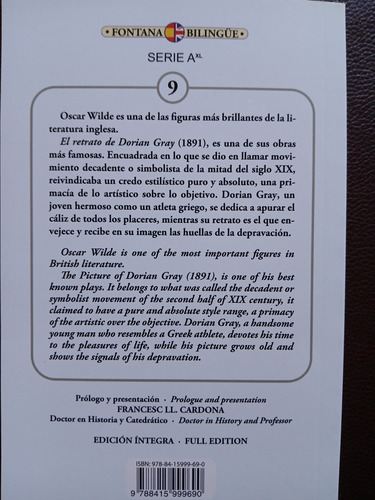 • FONTANA BILINGÜE •
SERIE A XL
9
Oscar Wilde es una de las figuras más brillantes de la li-
teratura inglesa.
El retrato de Dorian Gray (1891), es una de sus obras
más famosas. Encuadrada en lo que se dio en llamar movi-
miento decadente o simbolista de la mitad del siglo XIX,
reivindicaba un credo estilístico puro y absoluto, una pri-
macía de lo artístico sobre lo objetivo. Dorian Gray, un
joven hermoso como un atleta griego, se dedica a apurar el
cáliz de todos los placeres, mientras su retrato es el que en-
vejece y recibe en su imagen las huellas de la depravación.
Oscar Wilde is one of the most important figures in
British literature.
The Picture of Dorian Gray (1891), is one of his best
known plays. It belongs to what was called the decadent or
symbolist movement of the second half of XIX century, it
claimed to have a pure and absolute style range, a primacy
of the artistic over the objective. Dorian Gray, a handsome
young man who resembles a Greek athlete, devotes his time
to the pleasures of life, while his picture grows old and
shows the signals of his depravation.
Prólogo y presentación · Prologue and presentation
FRANCESC LL. CARDONA
Doctor en Historia y Catedrático · Doctor in History and Professor
EDICIÓN ÍNTEGRA · FULL EDITION
ISBN: 978-84-15999-69-0
9 788415 999690